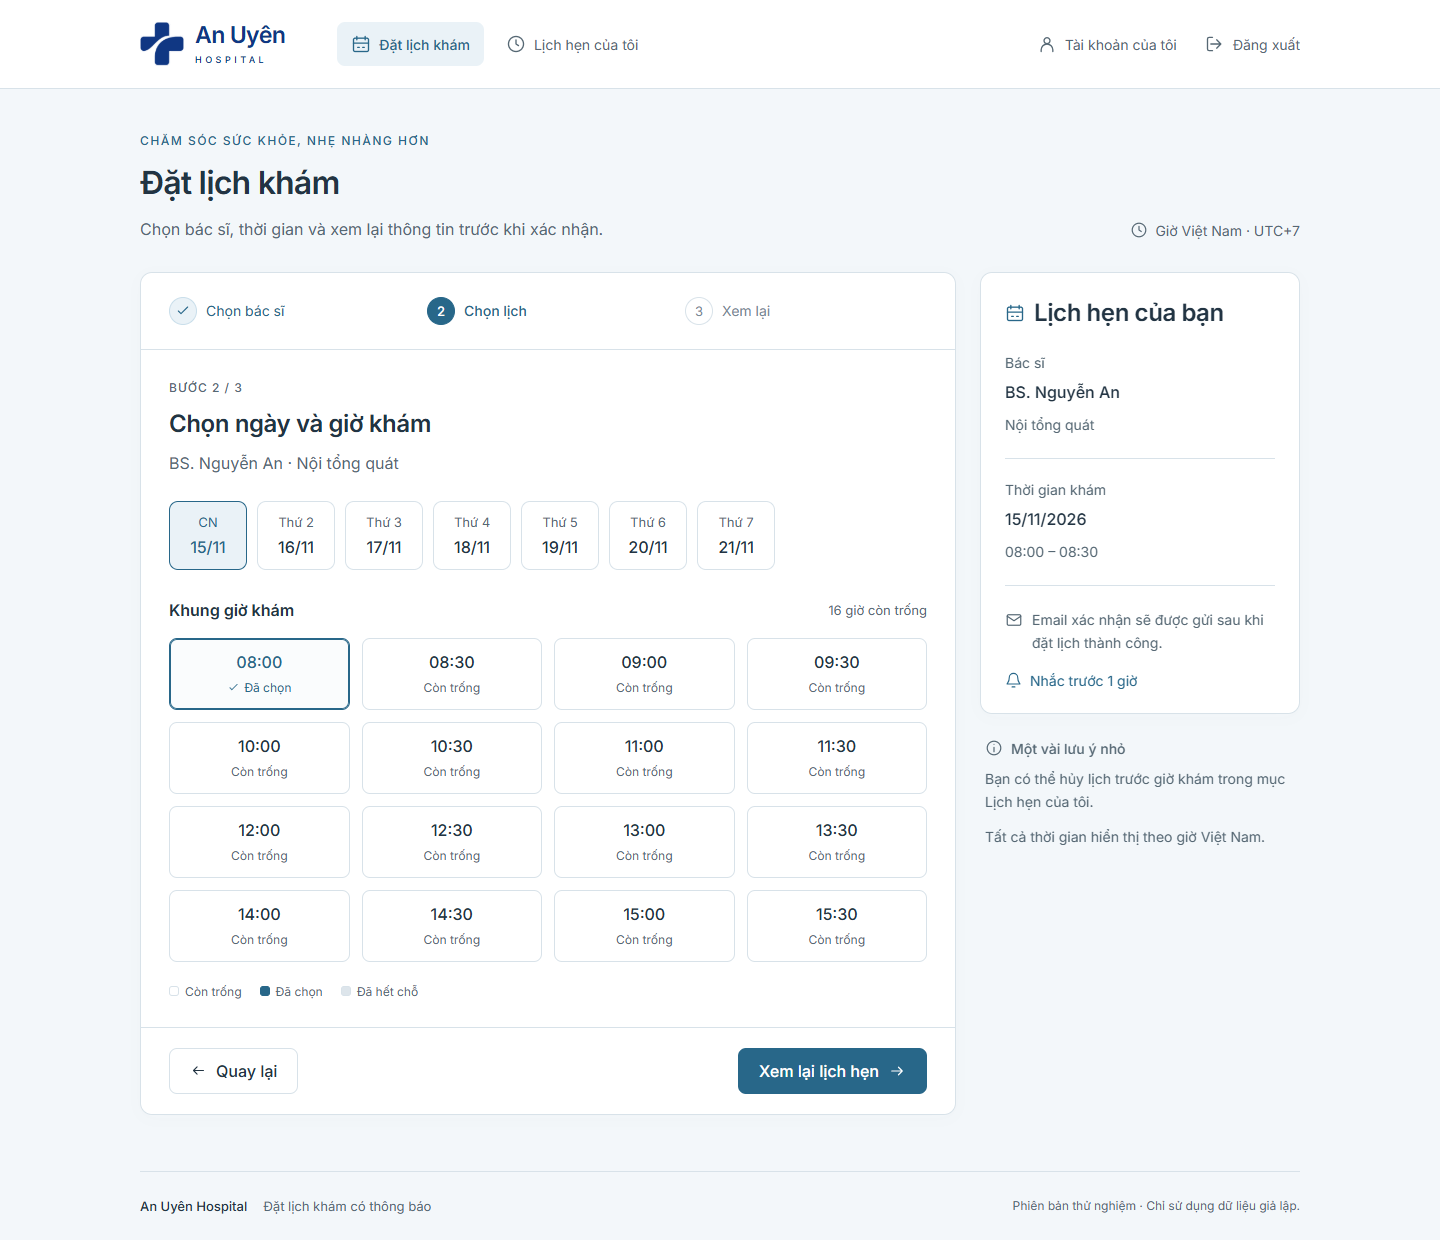 An Uyên
HOSPITAL
Đặt lịch khám
Lịch hẹn của tôi
Tài khoản của tôi
Đăng xuất
CHĂM SÓC SỨC KHỎE, NHẸ NHÀNG HƠN
Đặt lịch khám
Chọn bác sĩ, thời gian và xem lại thông tin trước khi xác nhận.
Giờ Việt Nam · UTC+7
Chọn bác sĩ
2 Chọn lịch
3 Xem lại
BƯỚC 2 / 3
Chọn ngày và giờ khám
BS. Nguyễn An · Nội tổng quát
CN Thứ 2 Thứ 3 Thứ 4 Thứ 5 Thứ 6 Thứ 7
15/11 16/11 17/11 18/11 19/11 20/11 21/11
Khung giờ khám
16 giờ còn trống
08:00 08:30 09:00 09:30
Đã chọn Còn trống Còn trống Còn trống
10:00 10:30 11:00 11:30
Còn trống Còn trống Còn trống Còn trống
12:00 12:30 13:00 13:30
Còn trống Còn trống Còn trống Còn trống
14:00 14:30 15:00 15:30
Còn trống Còn trống Còn trống Còn trống
Còn trống Đã chọn Đã hết chỗ
Quay lại
Xem lại lịch hẹn
Lịch hẹn của bạn
Bác sĩ
BS. Nguyễn An
Nội tổng quát
Thời gian khám
15/11/2026
08:00 – 08:30
Email xác nhận sẽ được gửi sau khi
đặt lịch thành công.
Nhắc trước 1 giờ
Một vài lưu ý nhỏ
Bạn có thể hủy lịch trước giờ khám trong mục
Lịch hẹn của tôi.
Tất cả thời gian hiển thị theo giờ Việt Nam.
An Uyên Hospital
Đặt lịch khám có thông báo
Phiên bản thử nghiệm · Chỉ sử dụng dữ liệu giả lập.